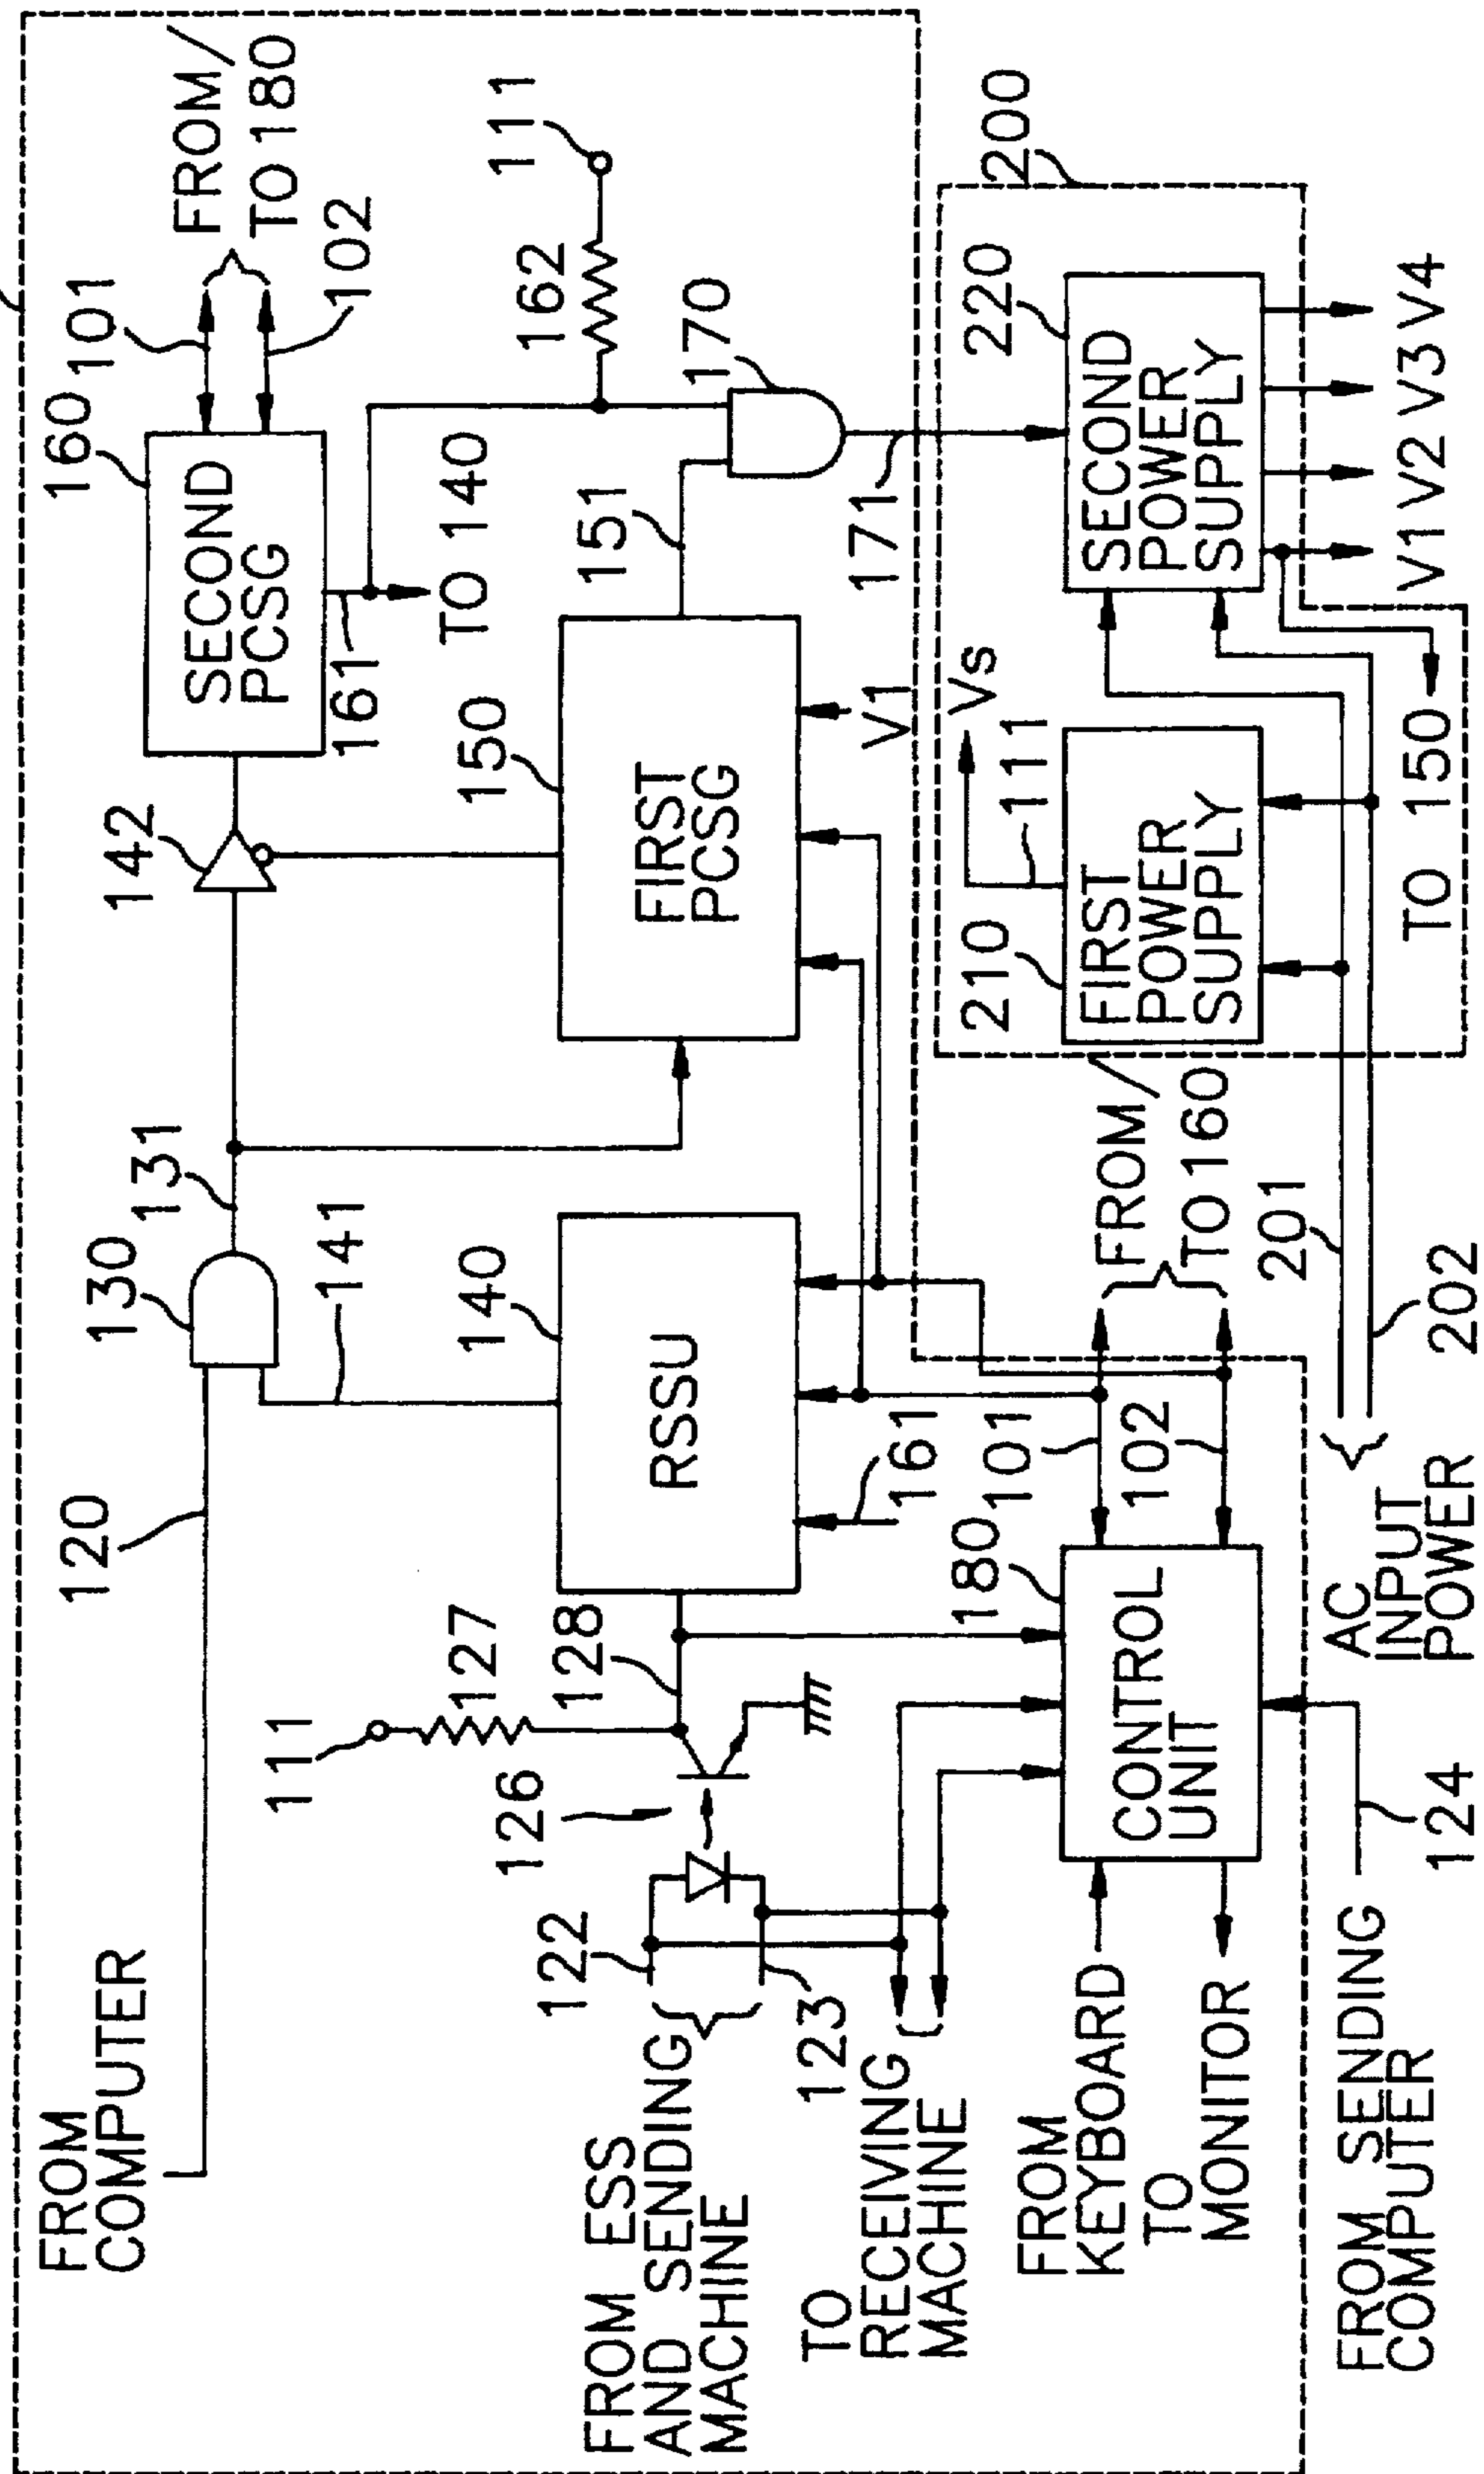 FROM
COMPUTER
120
130
131
141
142
160
SECOND
PCSG
101
FROM/
TO 180
102
161
TO 140
111
162
170
151
171
150
FIRST
PCSG
V1
140
RSSU
161
101
102
111
127
128
126
122
123
FROM ESS
AND SENDING
MACHINE
TO
RECEIVING
MACHINE
FROM
KEYBOARD
TO
MONITOR
180
CONTROL
UNIT
124
FROM SENDING
COMPUTER
FROM/
TO 160
201
202
AC
INPUT
POWER
200
210
FIRST
POWER
SUPPLY
111
Vs
220
SECOND
POWER
SUPPLY
TO 150
V1 V2 V3 V4